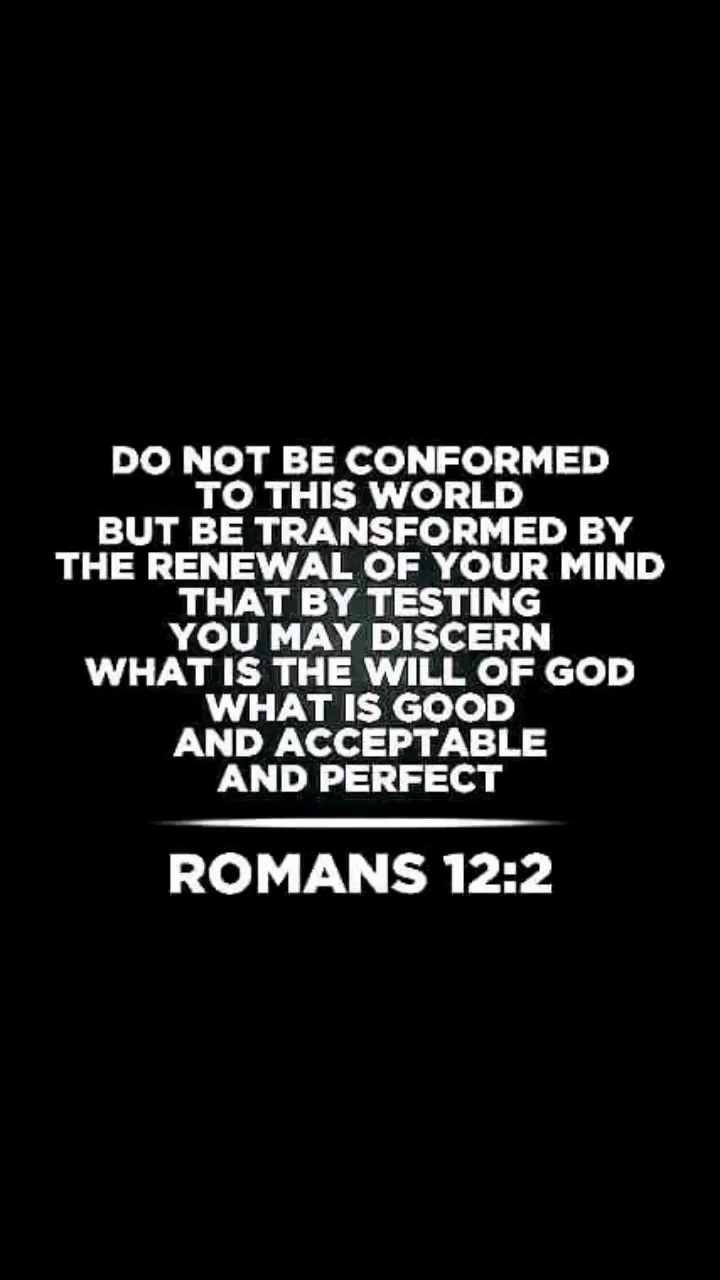 DO NOT BE CONFORMED
TO THIS WORLD
BUT BE TRANSFORMED BY
THE RENEWAL OF YOUR MIND
THAT BY TESTING
YOU MAY DISCERN
WHAT IS THE WILL OF GOD
WHAT IS GOOD
AND ACCEPTABLE
AND PERFECT
ROMANS 12:2